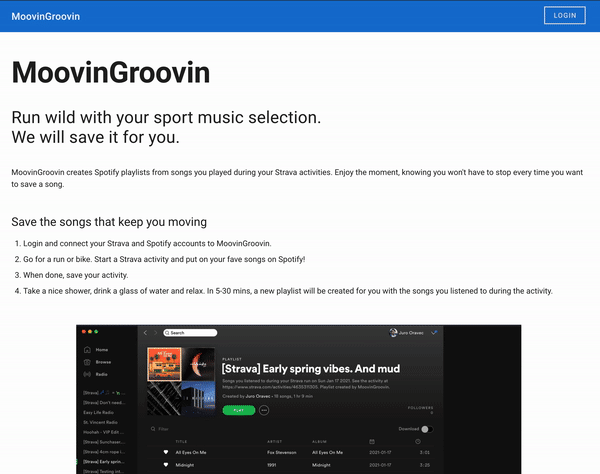 MoovinGroovin
LOGIN
MoovinGroovin
Run wild with your sport music selection.
We will save it for you.
MoovinGroovin creates Spotify playlists from songs you played during your Strava activities. Enjoy the moment, knowing you won't have to stop every time you want
to save a song.
Save the songs that keep you moving
1. Login and connect your Strava and Spotify accounts to MoovinGroovin.
2. Go for a run or bike. Start a Strava activity and put on your fave songs on Spotify!
3. When done, save your activity.
4. Take a nice shower, drink a glass of water and relax. In 5-30 mins, a new playlist will be created for you with the songs you listened to during the activity.
Search
Juro Oravec
Home
Browse
Radio
PLAYLIST
[Strava] Early spring vibes. And mud
Songs you listened to during your Strava run on Sun Jan 17 2021. See the activity at
Playlist created by MoovinGroovin
Created by Juro Oravec • 16 songs, 1 hr 9 min
PLAY
FOLLOWERS
[Strava] Don't need...
Easy Life Radio
St. Vincent Radio
Filter
Download
TITLE
ARTIST
ALBUM
All Eyes On Me
Fox Stevenson
All Eyes On Me
2021-01-17
Midnight
1991
Midnight
2021-01-17
3:25
[Strava] Early sprin...